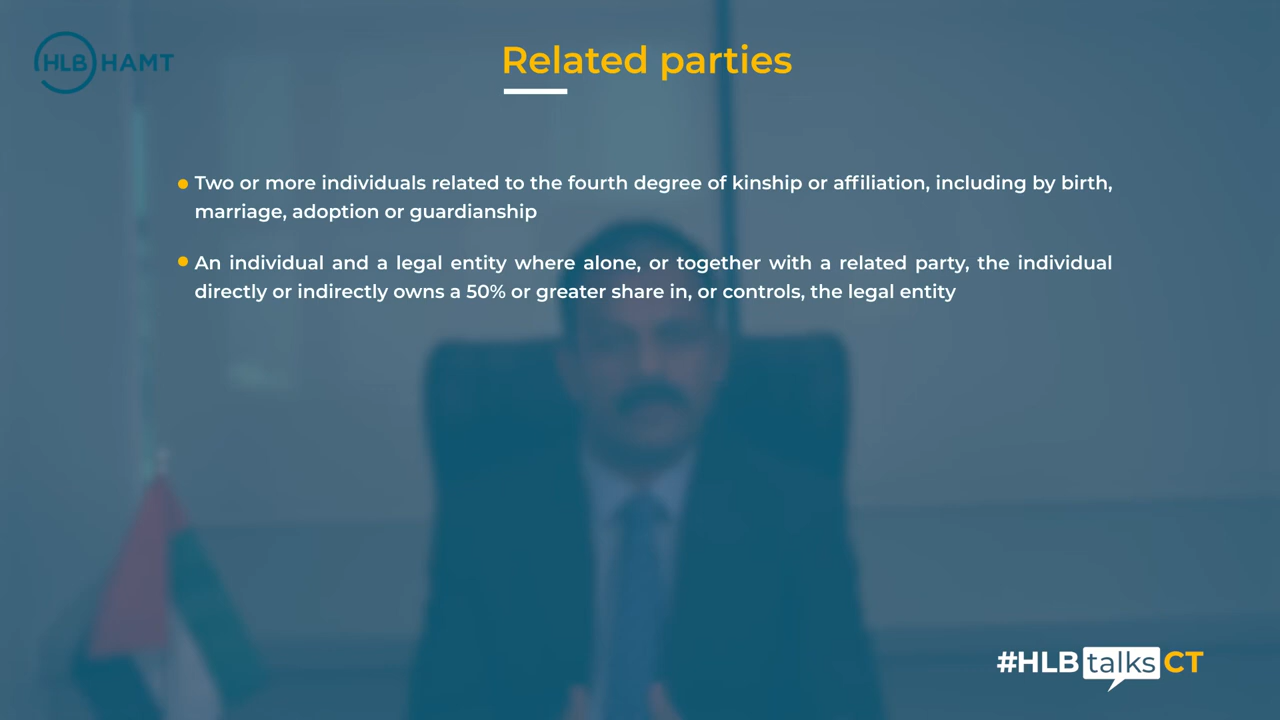 HLB HAMT
Related parties
Two or more individuals related to the fourth degree of kinship or affiliation, including by birth,
marriage, adoption or guardianship
An individual and a legal entity where alone, or together with a related party, the individual
directly or indirectly owns a 50% or greater share in, or controls, the legal entity
#HLB talks CT